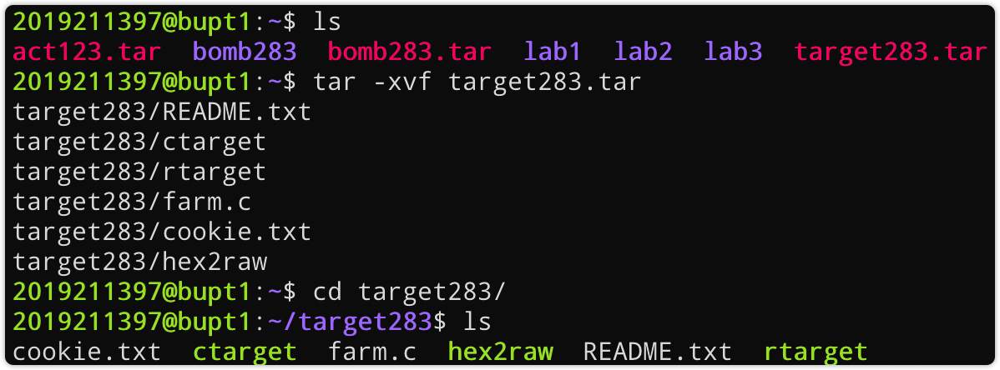 2019211397@bupt1:~$ ls
act123.tar  bomb283  bomb283.tar  lab1  lab2  lab3  target283.tar
2019211397@bupt1:~$ tar -xvf target283.tar
target283/README.txt
target283/ctarget
target283/rtarget
target283/farm.c
target283/cookie.txt
target283/hex2raw
2019211397@bupt1:~$ cd target283/
2019211397@bupt1:~/target283$ ls
cookie.txt  ctarget  farm.c  hex2raw  README.txt  rtarget